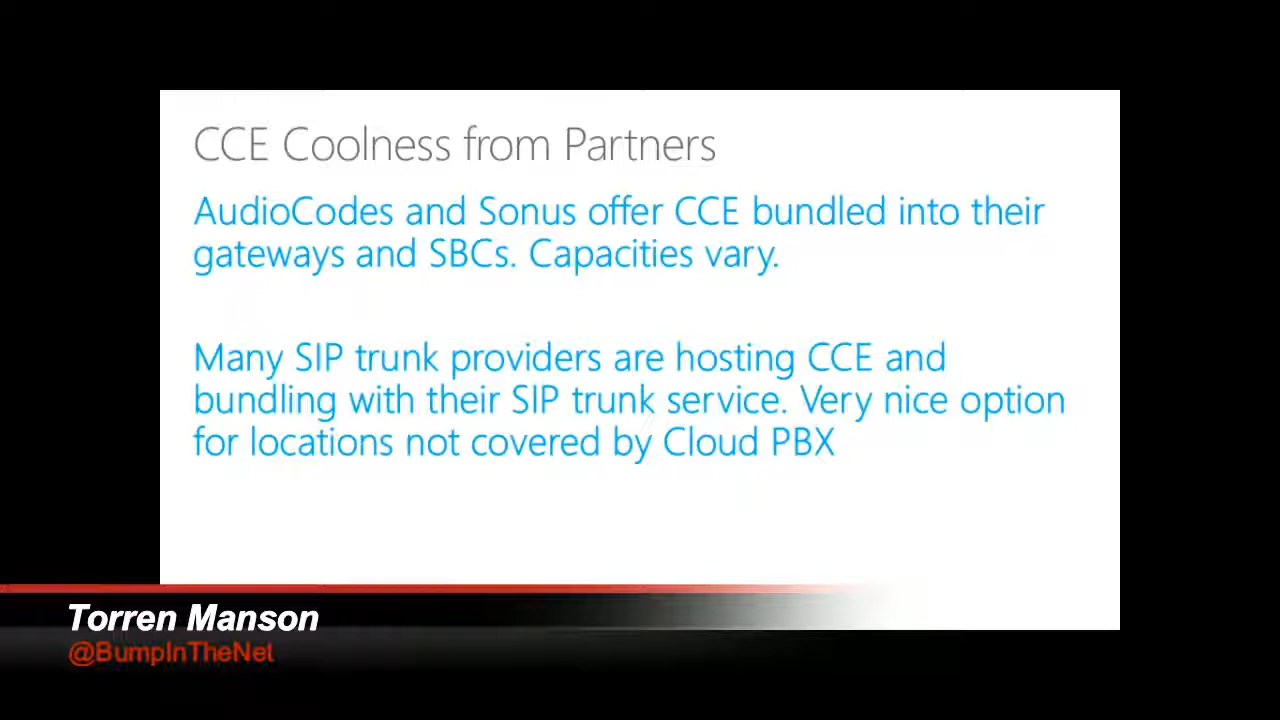 CCE Coolness from Partners
AudioCodes and Sonus offer CCE bundled into their
gateways and SBCs. Capacities vary.
Many SIP trunk providers are hosting CCE and
bundling with their SIP trunk service. Very nice option
for locations not covered by Cloud PBX
Torren Manson
@BumpInTheNet